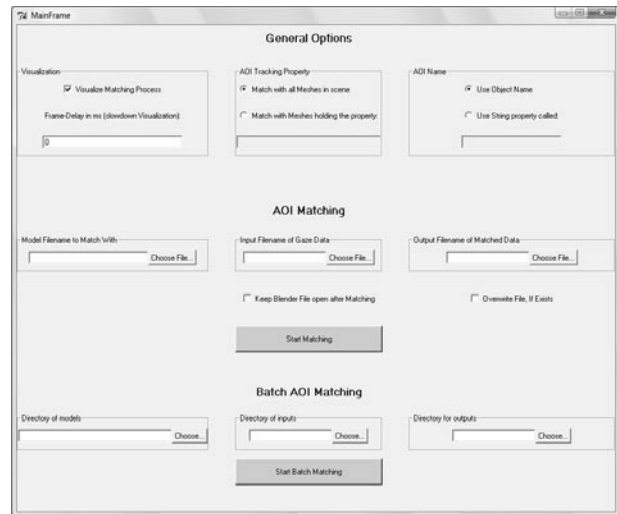 MainFrame
General Options
Visualization
Visualize Matching Process
Frame-Delay in ms (slowdown Visualization)
0
AOI Tracking Property
Match with all Meshes in scene
Match with Meshes holding the property:
AOI Name
Use Object Name
Use String property called:
AOI Matching
Model Filename to Match With
Choose File...
Input Filename of Gaze Data
Choose File...
Output Filename of Matched Data
Choose File...
Keep Blender File open after Matching
Overwrite File, If Exists
Start Matching
Batch AOI Matching
Directory of models
Choose...
Directory of inputs
Choose...
Directory for outputs
Choose...
Start Batch Matching